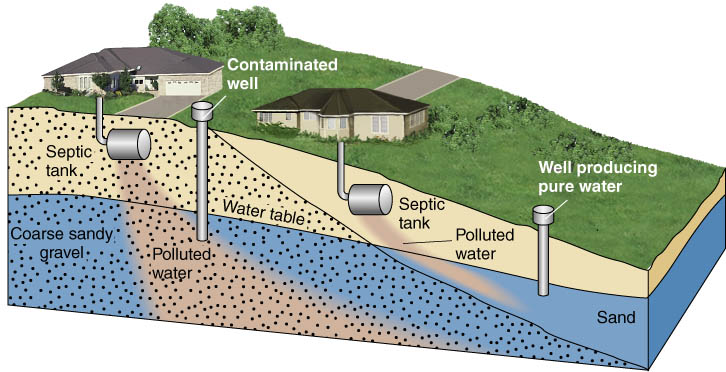 Contaminated
well
Septic
tank
Well producing
pure water
Septic
tank
Water table
Polluted
water
Coarse sandy
gravel
Polluted
water
Sand